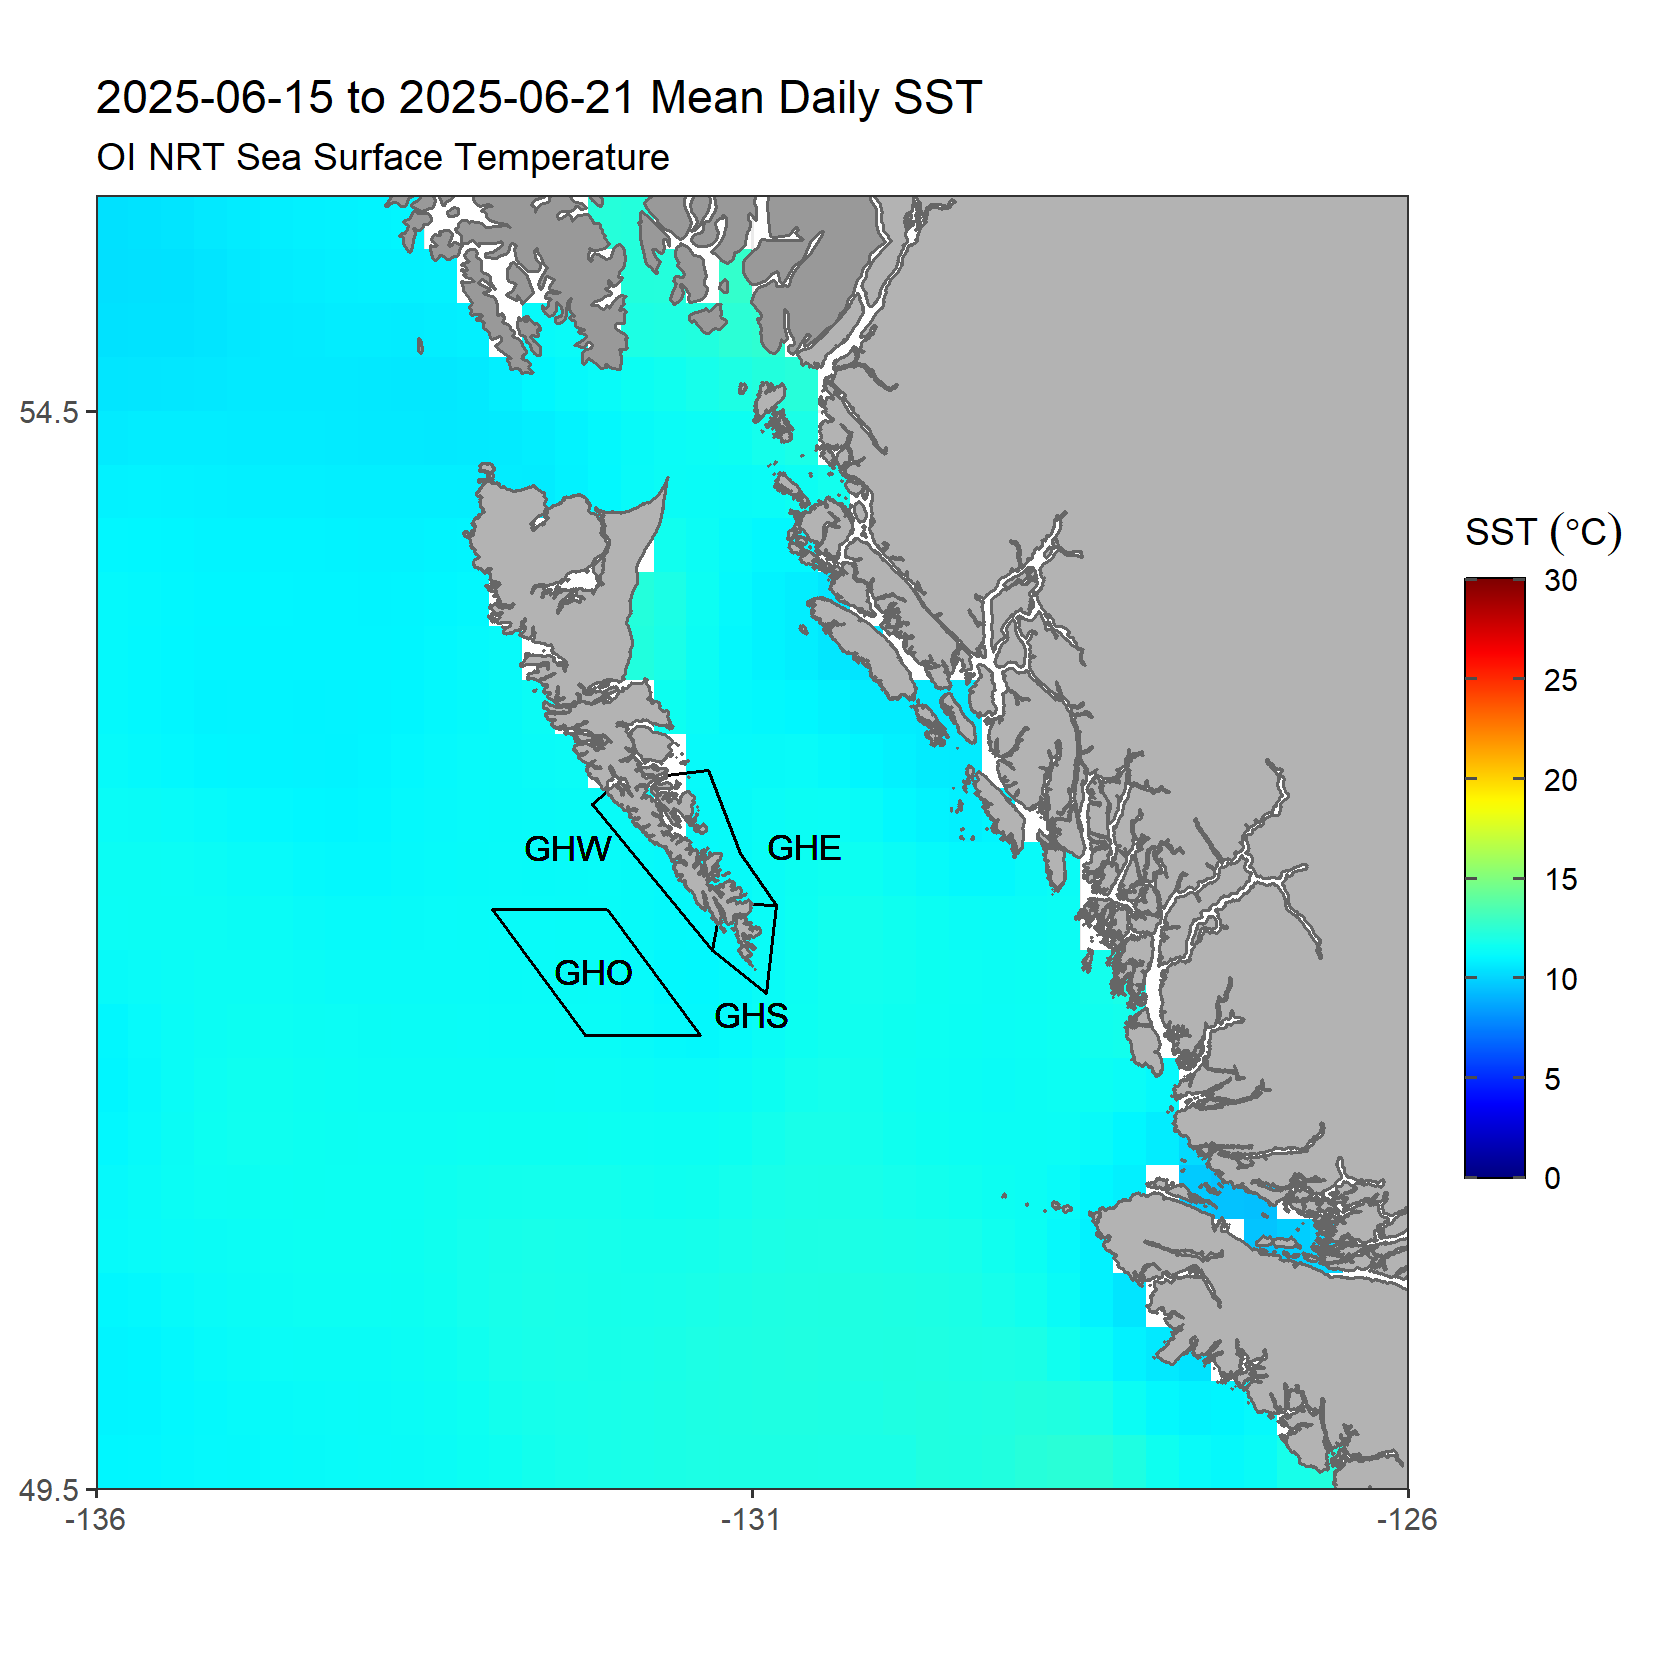 2025-06-15 to 2025-06-21 Mean Daily SST
OI NRT Sea Surface Temperature
54.5
49.5
-136
-131
-126
GHW
GHE
GHO
GHS
SST (°C)
30
25
20
15
10
5
0